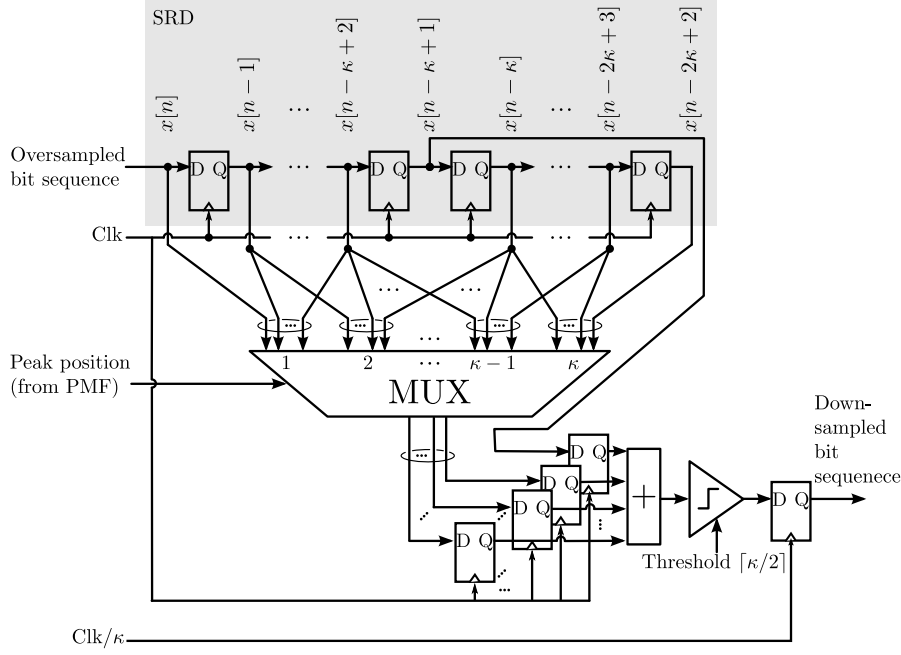 SRD
x[n]
x[n − 1]
···
x[n − κ + 2]
x[n − κ + 1]
x[n − κ]
···
x[n − 2κ + 3]
x[n − 2κ + 2]
Oversampled
bit sequence
D Q
···
D Q
D Q
···
D Q
Clk
···
···
···
···
···
···
···
···
···
···
Peak position
(from PMF)
1
2
···
κ − 1
κ
MUX
···
Down-
sampled
bit
sequenece
D Q
D Q
D Q
D Q
+
D Q
Threshold ⌈κ/2⌉
···
Clk/κ